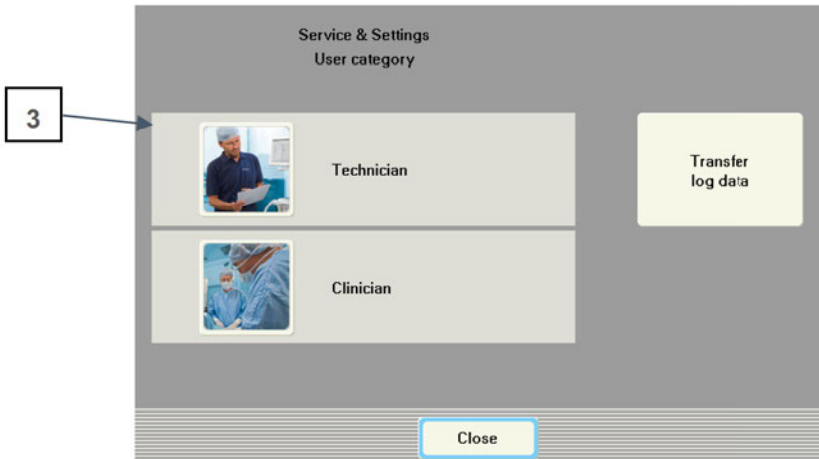 Service & Settings
User category
3
Technician
Transfer
log data
Clinician
Close